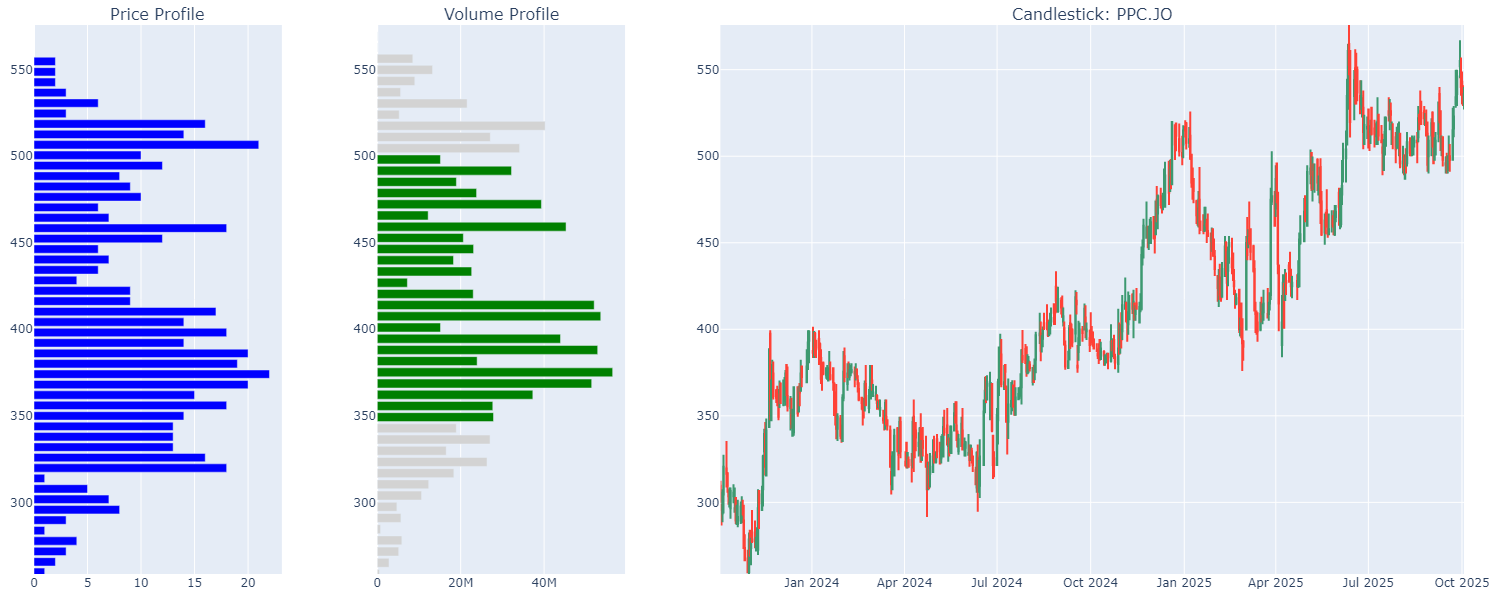 Price Profile
Volume Profile
Candlestick: PPC.JO
550
500
450
400
350
300
0
5
10
15
20
550
500
450
400
350
300
0
20M
40M
550
500
450
400
350
300
Jan 2024
Apr 2024
Jul 2024
Oct 2024
Jan 2025
Apr 2025
Jul 2025
Oct 2025